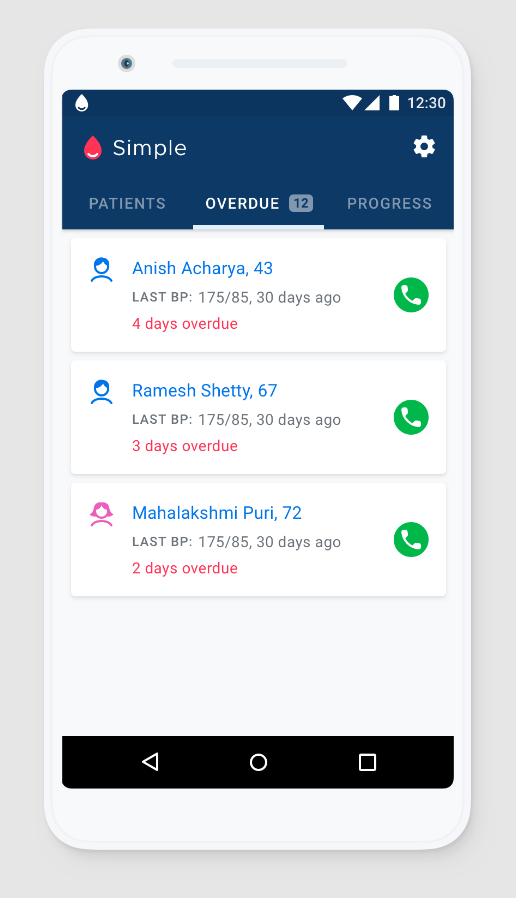 12:30
Simple
PATIENTS OVERDUE 12 PROGRESS
Anish Acharya, 43
LAST BP: 175/85, 30 days ago
4 days overdue
Ramesh Shetty, 67
LAST BP: 175/85, 30 days ago
3 days overdue
Mahalakshmi Puri, 72
LAST BP: 175/85, 30 days ago
2 days overdue